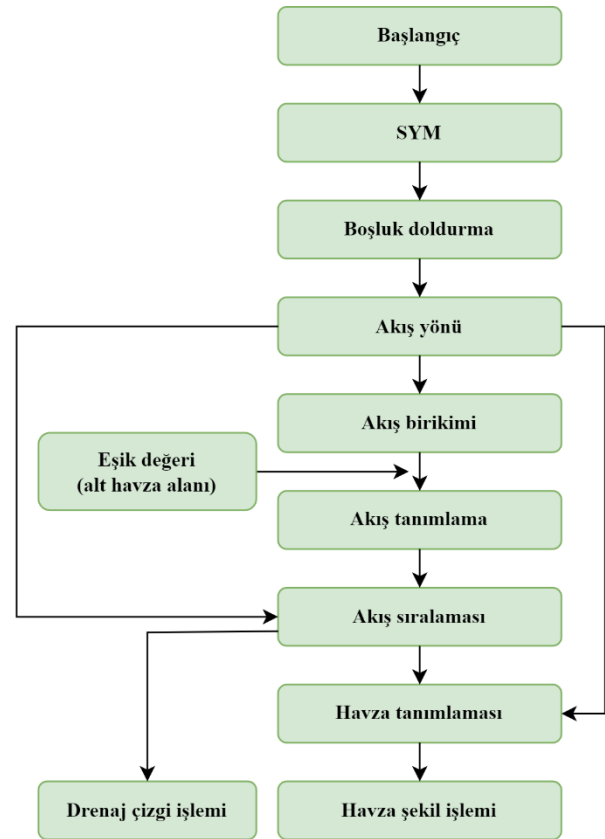 Başlangıç
SYM
Boşluk doldurma
Akış yönü
Akış birikimi
Eşik değeri
(alt havza alanı)
Akış tanımlama
Akış sıralaması
Havza tanımlaması
Drenaj çizgi işlemi
Havza şekil işlemi